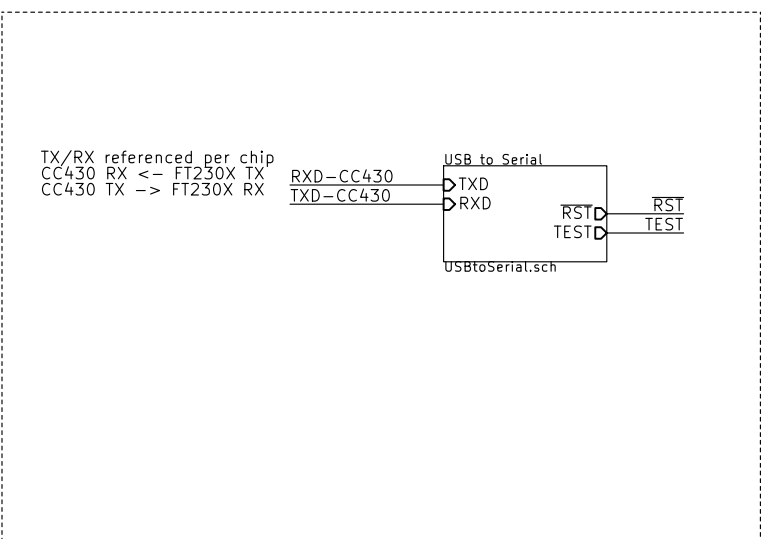 TX/RX referenced per chip
CC430 RX <- FT230X TX
CC430 TX -> FT230X RX
RXD-CC430
TXD-CC430
USB to Serial
TXD
RXD
RST
TEST
USBtoSerial.sch
RST
TEST